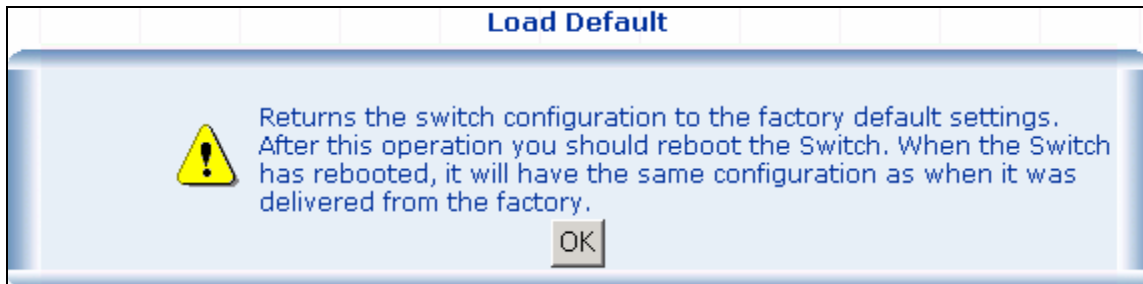 Load Default
Returns the switch configuration to the factory default settings.
After this operation you should reboot the Switch. When the Switch
has rebooted, it will have the same configuration as when it was
delivered from the factory.
OK